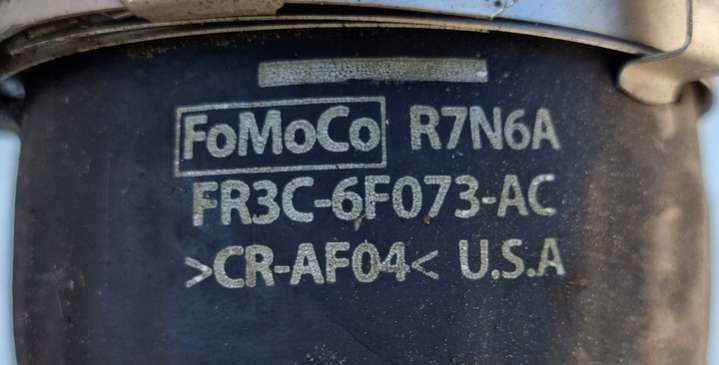 FoMoCo R7N6A
FR3C-6F073-AC
>CR-AF04< U.S.A